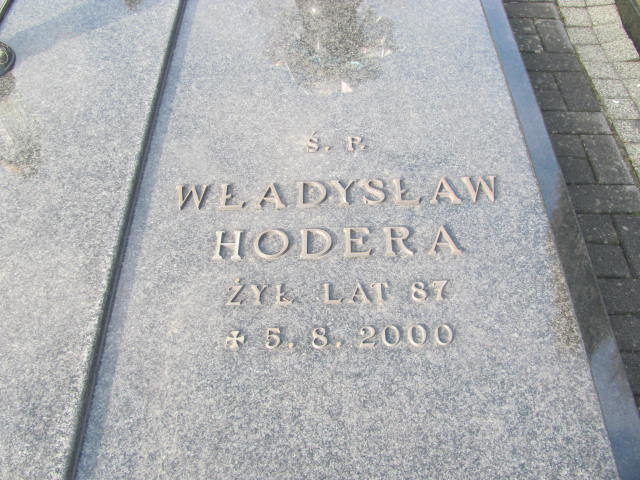 Ś. P.
WŁADYSŁAW
HODERA
ŻYŁ LAT 87
✠ 5. 8. 2000